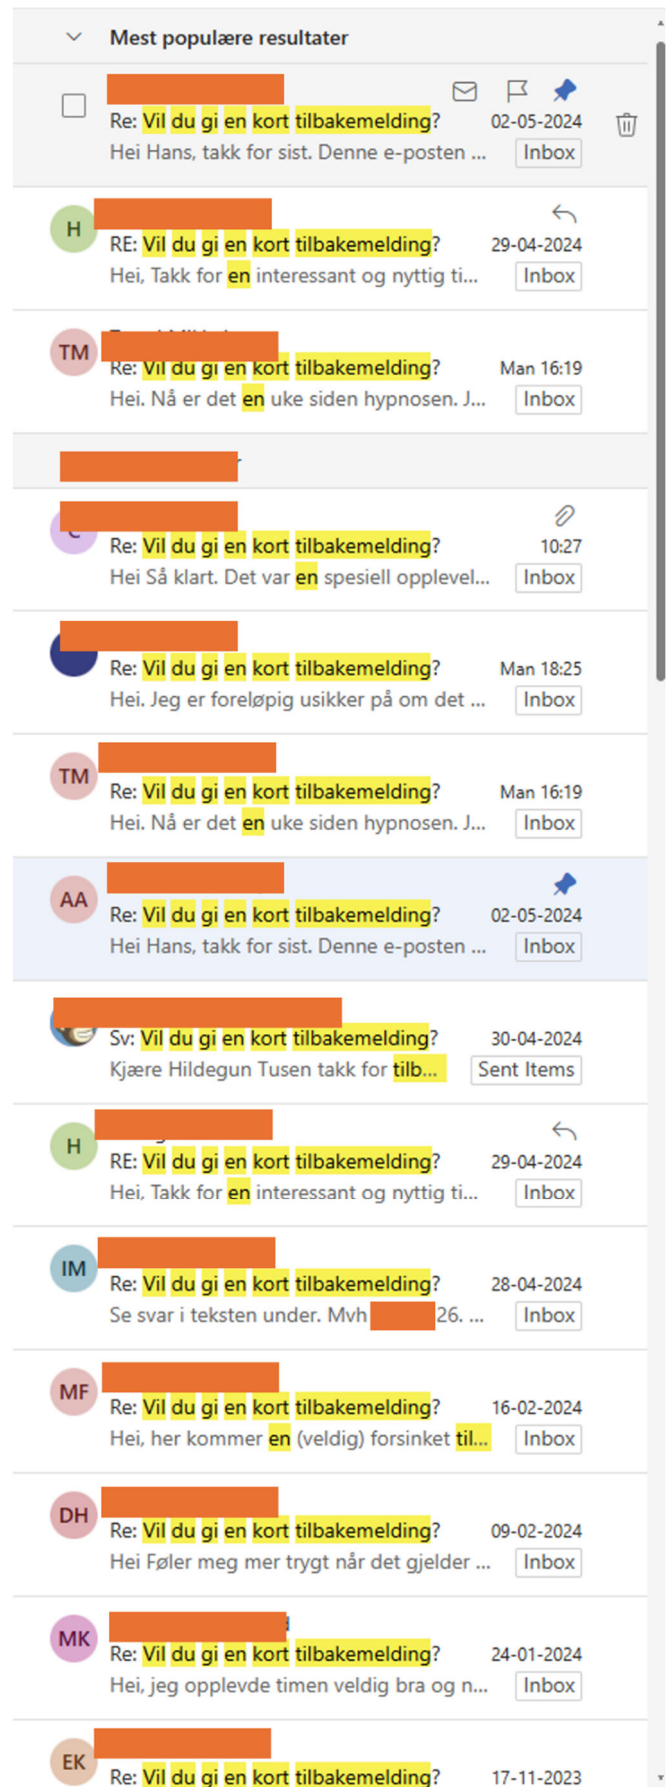 Mest populære resultater
Re: Vil du gi en kort tilbakemelding? 02-05-2024
Hei Hans, takk for sist. Denne e-posten ... Inbox
H
RE: Vil du gi en kort tilbakemelding? 29-04-2024
Hei, Takk for en interessant og nyttig ti... Inbox
TM
Re: Vil du gi en kort tilbakemelding? Man 16:19
Hei. Nå er det en uke siden hypnosen. J... Inbox
Re: Vil du gi en kort tilbakemelding? 10:27
Hei Så klart. Det var en spesiell opplevel... Inbox
Re: Vil du gi en kort tilbakemelding? Man 18:25
Hei. Jeg er foreløpig usikker på om det ... Inbox
TM
Re: Vil du gi en kort tilbakemelding? Man 16:19
Hei. Nå er det en uke siden hypnosen. J... Inbox
AA
Re: Vil du gi en kort tilbakemelding? 02-05-2024
Hei Hans, takk for sist. Denne e-posten ... Inbox
Sv: Vil du gi en kort tilbakemelding? 30-04-2024
Kjære Hildegun Tusen takk for tilb... Sent Items
H
RE: Vil du gi en kort tilbakemelding? 29-04-2024
Hei, Takk for en interessant og nyttig ti... Inbox
IM
Re: Vil du gi en kort tilbakemelding? 28-04-2024
Se svar i teksten under. Mvh 26. ... Inbox
MF
Re: Vil du gi en kort tilbakemelding? 16-02-2024
Hei, her kommer en (veldig) forsinket til... Inbox
DH
Re: Vil du gi en kort tilbakemelding? 09-02-2024
Hei Føler meg mer trygt når det gjelder ... Inbox
MK
Re: Vil du gi en kort tilbakemelding? 24-01-2024
Hei, jeg opplevde timen veldig bra og n... Inbox
EK
Re: Vil du gi en kort tilbakemelding? 17-11-2023